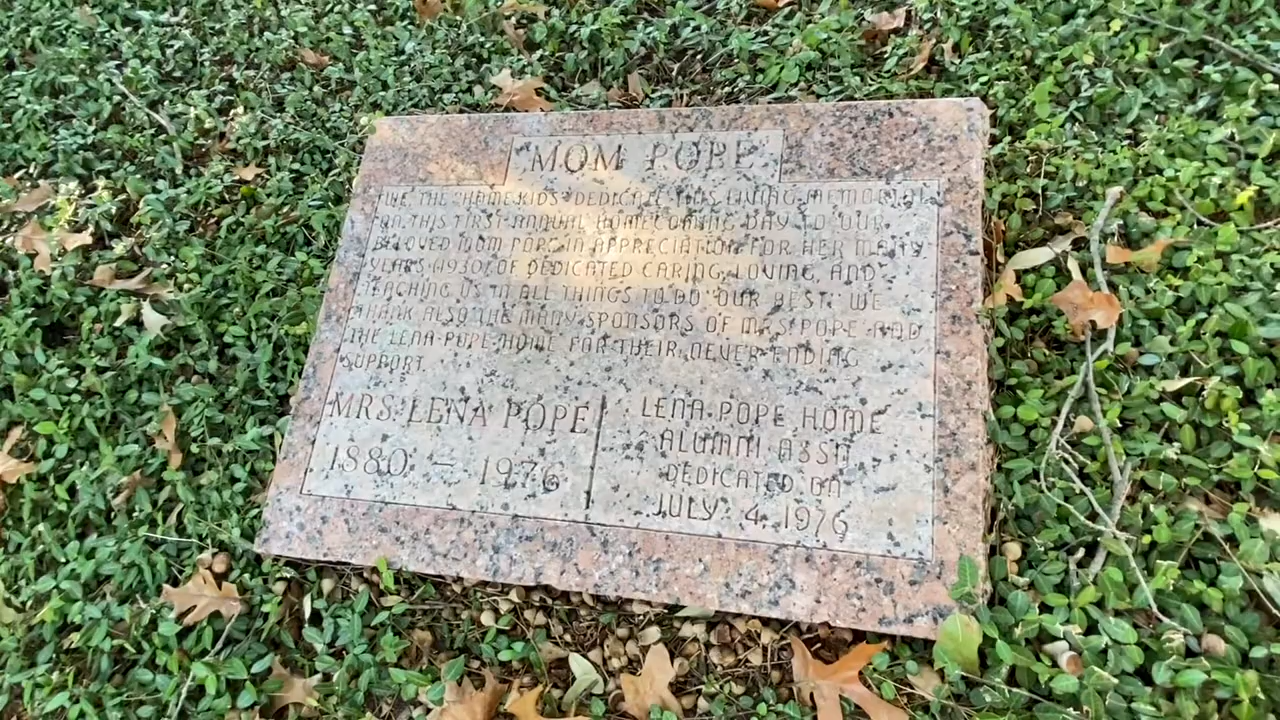 MOM POPE
WE, THE "HOME KIDS" DEDICATE THIS LIVING MEMORIAL
ON THIS FIRST ANNUAL HOMECOMING DAY TO OUR
BELOVED MOM POPE IN APPRECIATION FOR HER MANY
YEARS (1930) OF DEDICATED CARING, LOVING, AND
TEACHING US IN ALL THINGS TO DO "OUR BEST." WE
THANK ALSO THE MANY SPONSORS OF MRS. POPE AND
THE LENA POPE HOME FOR THEIR NEVER-ENDING
SUPPORT.
MRS. LENA POPE
1880 - 1976
LENA POPE HOME
ALUMNI ASSN
DEDICATED ON
JULY 4, 1976